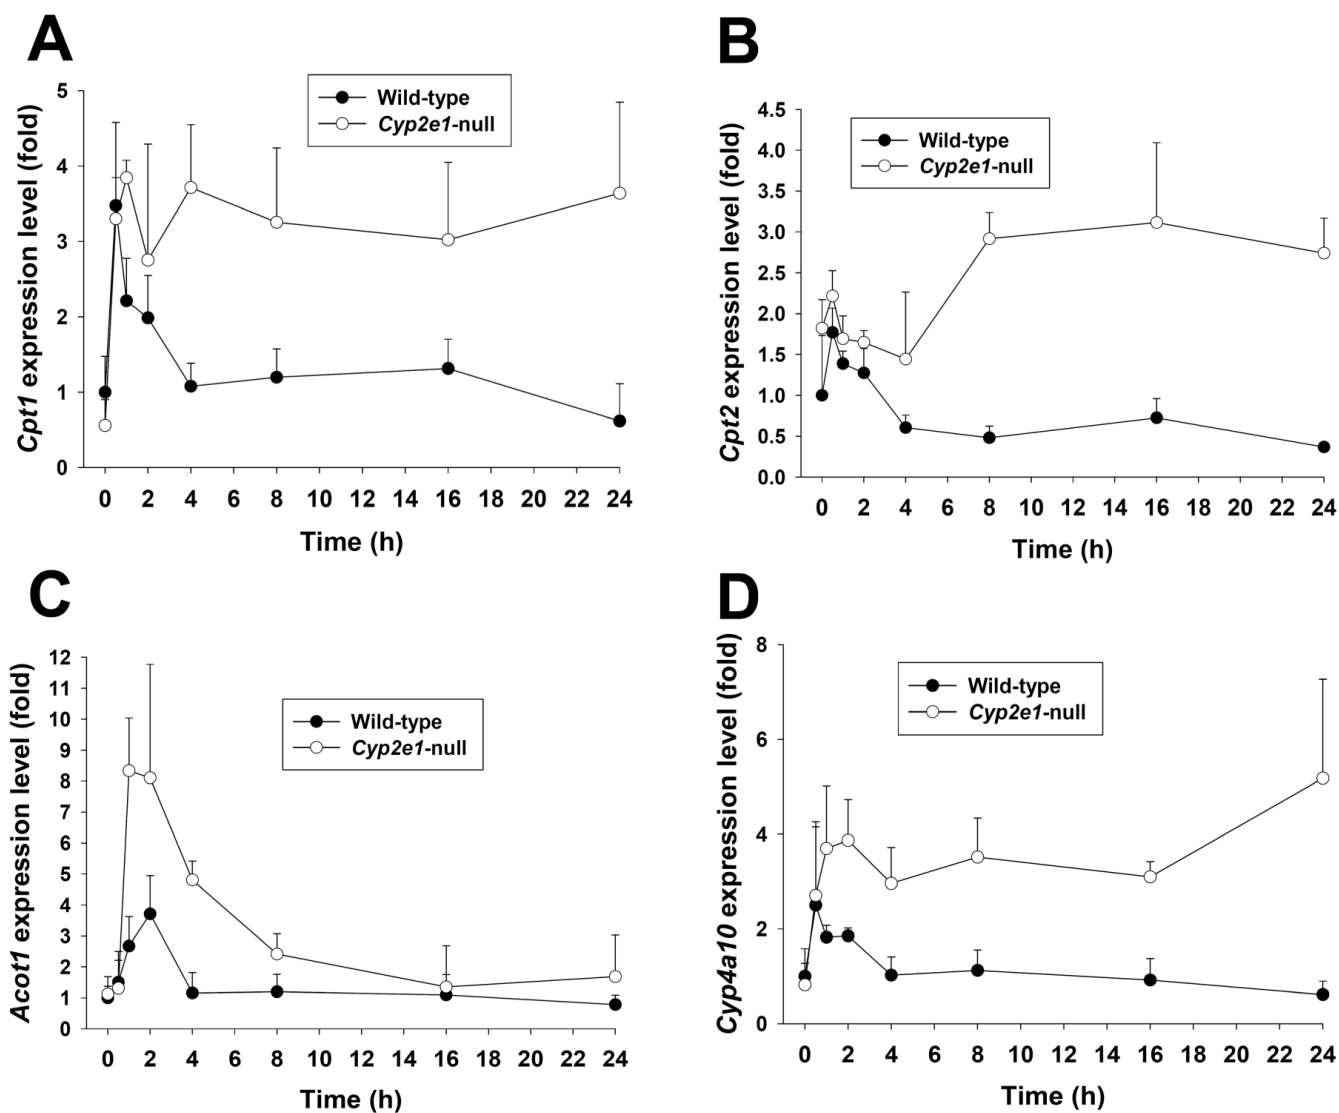 A
Cpt1 expression level (fold)
5
4
3
2
1
0
Wild-type
Cyp2e1-null
0 2 4 6 8 10 12 14 16 18 20 22 24
Time (h)
B
Cpt2 expression level (fold)
4.5
4.0
3.5
3.0
2.5
2.0
1.5
1.0
0.5
0.0
Wild-type
Cyp2e1-null
0 2 4 6 8 10 12 14 16 18 20 22 24
Time (h)
C
Acot1 expression level (fold)
12
11
10
9
8
7
6
5
4
3
2
1
0
Wild-type
Cyp2e1-null
0 2 4 6 8 10 12 14 16 18 20 22 24
Time (h)
D
Cyp4a10 expression level (fold)
8
6
4
2
0
Wild-type
Cyp2e1-null
0 2 4 6 8 10 12 14 16 18 20 22 24
Time (h)